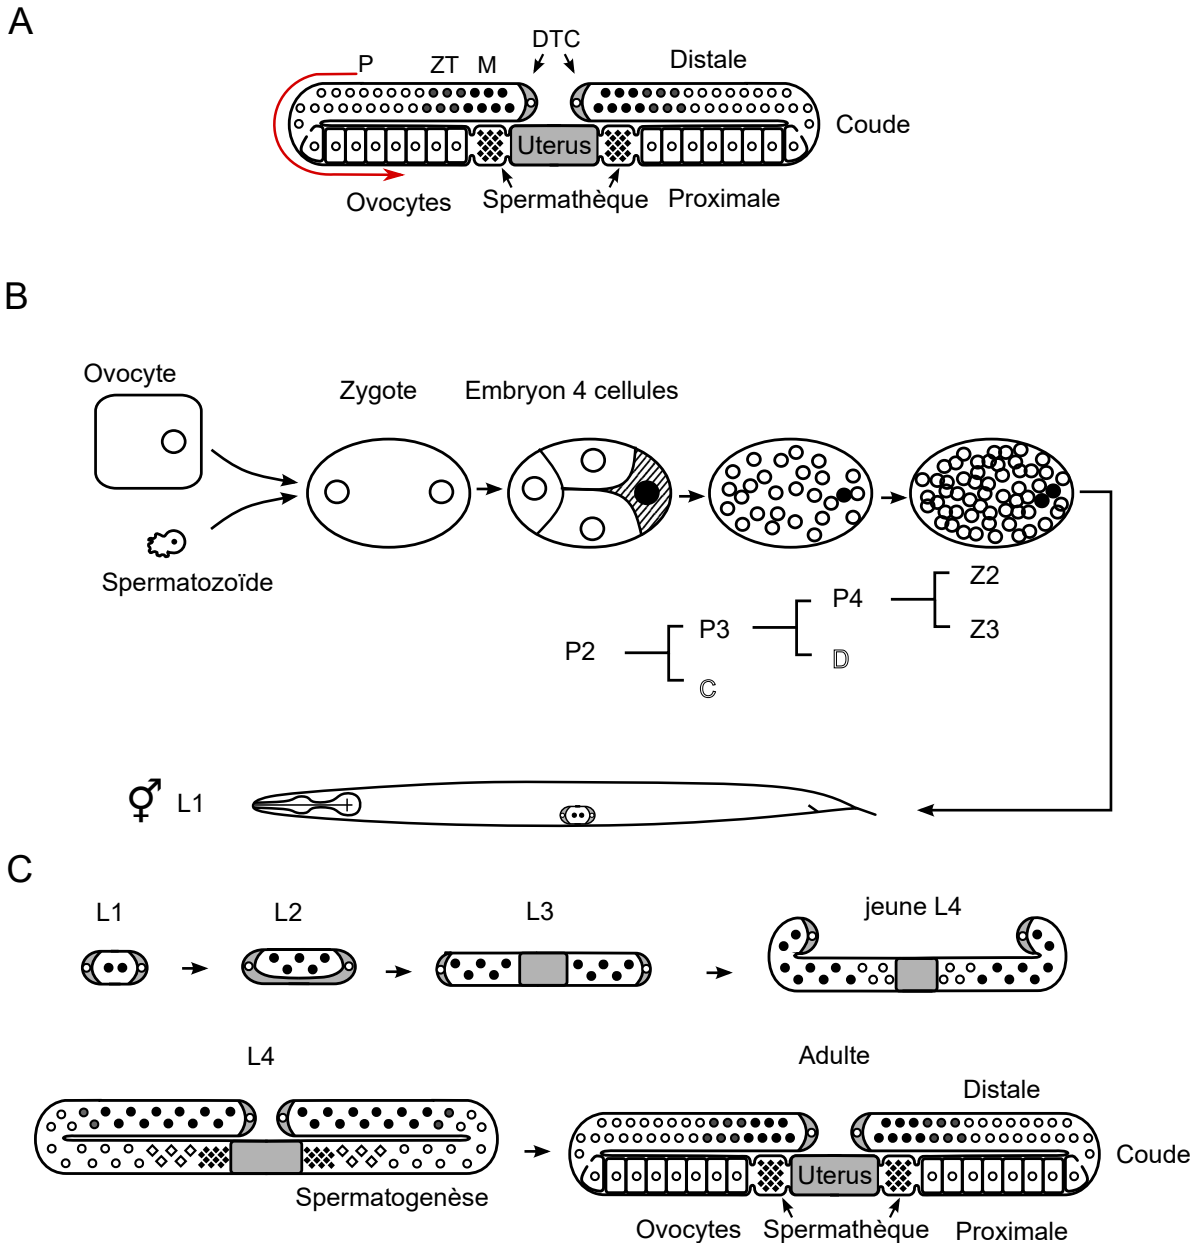 A
DTC
P
ZT
M
Distale
Uterus
Coude
Ovocytes
Spermathèque
Proximale
B
Ovocyte
Zygote
Embryon 4 cellules
Spermatozoïde
P2
P3
C
P4
D
Z2
Z3
⚥ L1
C
L1
L2
L3
jeune L4
L4
Adulte
Distale
Coude
Uterus
Spermatogenèse
Ovocytes
Spermathèque
Proximale